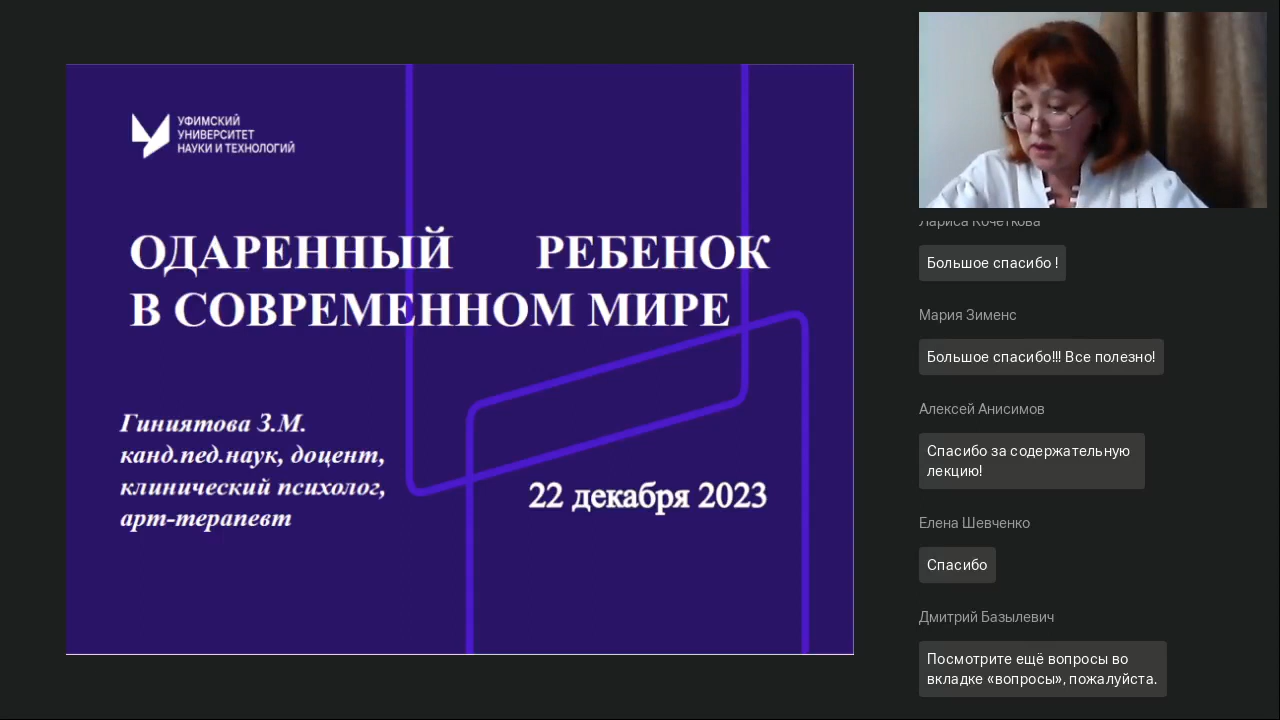 УФИМСКИЙ
УНИВЕРСИТЕТ
НАУКИ И ТЕХНОЛОГИЙ
ОДАРЕННЫЙ РЕБЕНОК
В СОВРЕМЕННОМ МИРЕ
Гиниятова З.М.
канд.пед.наук, доцент,
клинический психолог,
арт-терапевт
22 декабря 2023
Лариса Кочеткова
Большое спасибо !
Мария Зименс
Большое спасибо!!! Все полезно!
Алексей Анисимов
Спасибо за содержательную
лекцию!
Елена Шевченко
Спасибо
Дмитрий Базылевич
Посмотрите ещё вопросы во
вкладке «вопросы», пожалуйста.